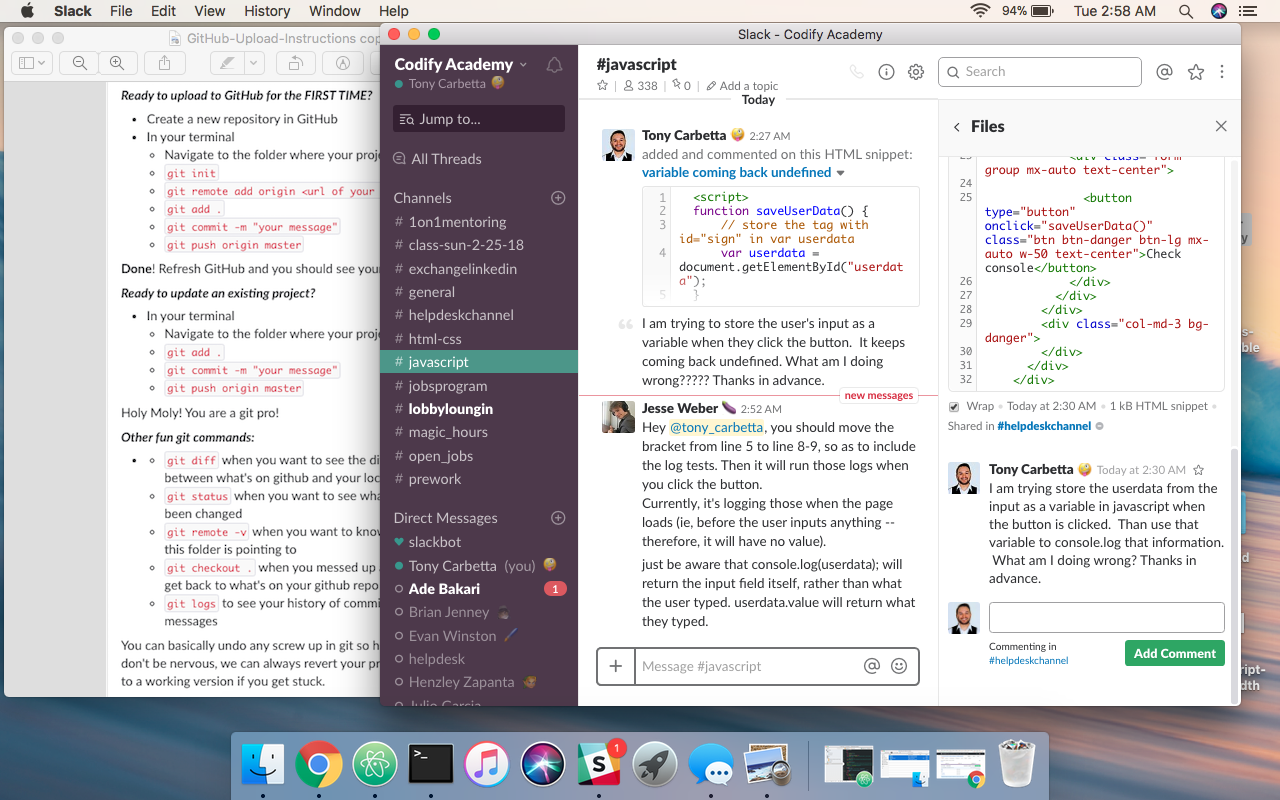 Slack File Edit View History Window Help 94% Tue 2:58 AM
GitHub-Upload-Instructions cop
Ready to upload to GitHub for the FIRST TIME?
• Create a new repository in GitHub
• In your terminal
Navigate to the folder where your proje
git init
git remote add origin <url of your
git add .
git commit -m "your message"
git push origin master
Done! Refresh GitHub and you should see your
Ready to update an existing project?
• In your terminal
Navigate to the folder where your proje
git add .
git commit -m "your message"
git push origin master
Holy Moly! You are a git pro!
Other fun git commands:
git diff when you want to see the di
between what's on github and your loc
git status when you want to see wha
been changed
git remote -v when you want to know
this folder is pointing to
git checkout . when you messed up
get back to what's on your github repo
git logs to see your history of commi
messages
You can basically undo any screw up in git so h
don't be nervous, we can always revert your pr
to a working version if you get stuck.
Slack - Codify Academy
Codify Academy
Tony Carbetta
Jump to...
All Threads
Channels
# 1on1mentoring
# class-sun-2-25-18
# exchangelinkedin
# general
# helpdeskchannel
# html-css
# javascript
# jobsprogram
# lobbyloungin
# magic_hours
# open_jobs
# prework
Direct Messages
slackbot
Tony Carbetta (you)
Ade Bakari 1
Brian Jenney
Evan Winston
helpdesk
Henzley Zapanta
Julio Garcia
#javascript
338 | 0 | Add a topic
Search
Today
Tony Carbetta 2:27 AM
added and commented on this HTML snippet:
variable coming back undefined
1 <script>
2 function saveUserData() {
3 // store the tag with
id="sign" in var userdata
4 var userdata =
document.getElementById("userdat
a");
5 }
I am trying to store the user's input as a
variable when they click the button. It keeps
coming back undefined. What am I doing
wrong????? Thanks in advance.
new messages
Jesse Weber 2:52 AM
Hey @tony_carbetta, you should move the
bracket from line 5 to line 8-9, so as to include
the log tests. Then it will run those logs when
you click the button.
Currently, it's logging those when the page
loads (ie, before the user inputs anything --
therefore, it will have no value).
just be aware that console.log(userdata); will
return the input field itself, rather than what
the user typed. userdata.value will return what
they typed.
Message #javascript
Files
23 <div class="form-
group mx-auto text-center">
24
25 <button
type="button"
onclick="saveUserData()"
class="btn btn-danger btn-lg mx-
auto w-50 text-center">Check
console</button>
26 </div>
27 </div>
28 </div>
29 <div class="col-md-3 bg-
danger">
30 </div>
31 </div>
32 </div>
Wrap • Today at 2:30 AM • 1 kB HTML snippet •
Shared in #helpdeskchannel
Tony Carbetta Today at 2:30 AM
I am trying store the userdata from the
input as a variable in javascript when
the button is clicked. Than use that
variable to console.log that information.
What am I doing wrong? Thanks in
advance.
Commenting in
#helpdeskchannel
Add Comment
y
s-
ble
d
ript-
dth
>_
S 1